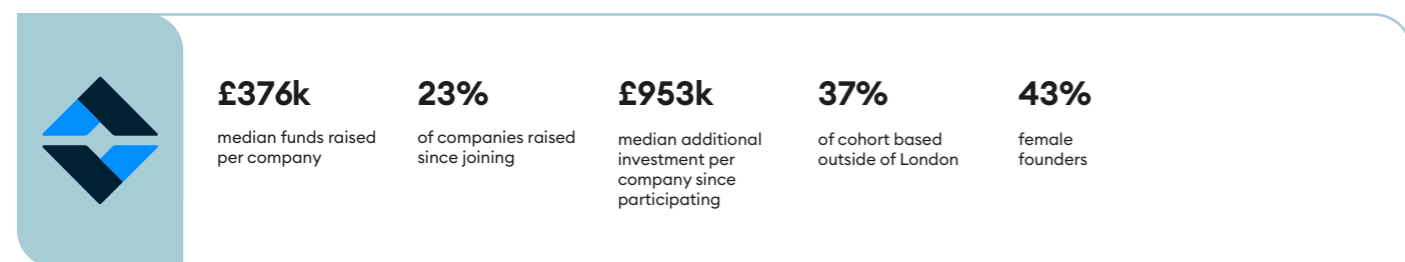 £376k
median funds raised
per company
23%
of companies raised
since joining
£953k
median additional
investment per
company since
participating
37%
of cohort based
outside of London
43%
female
founders